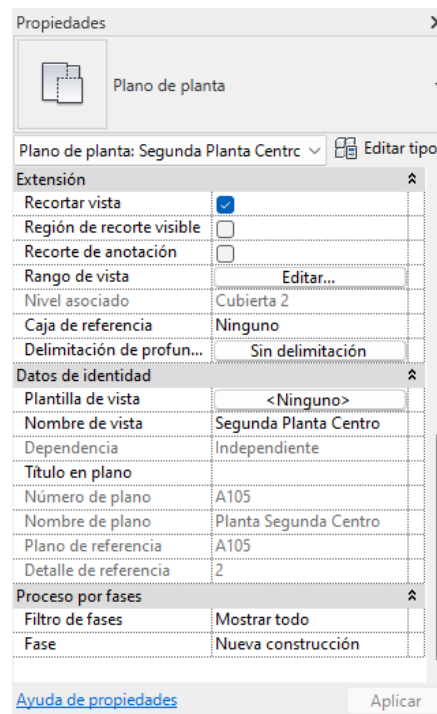 Propiedades
Plano de planta
Plano de planta: Segunda Planta Centro
Editar tipo
Extensión
Recortar vista
Región de recorte visible
Recorte de anotación
Rango de vista Editar...
Nivel asociado Cubierta 2
Caja de referencia Ninguno
Delimitación de profun... Sin delimitación
Datos de identidad
Plantilla de vista <Ninguno>
Nombre de vista Segunda Planta Centro
Dependencia Independiente
Título en plano
Número de plano A105
Nombre de plano Planta Segunda Centro
Plano de referencia A105
Detalle de referencia 2
Proceso por fases
Filtro de fases Mostrar todo
Fase Nueva construcción
Ayuda de propiedades Aplicar